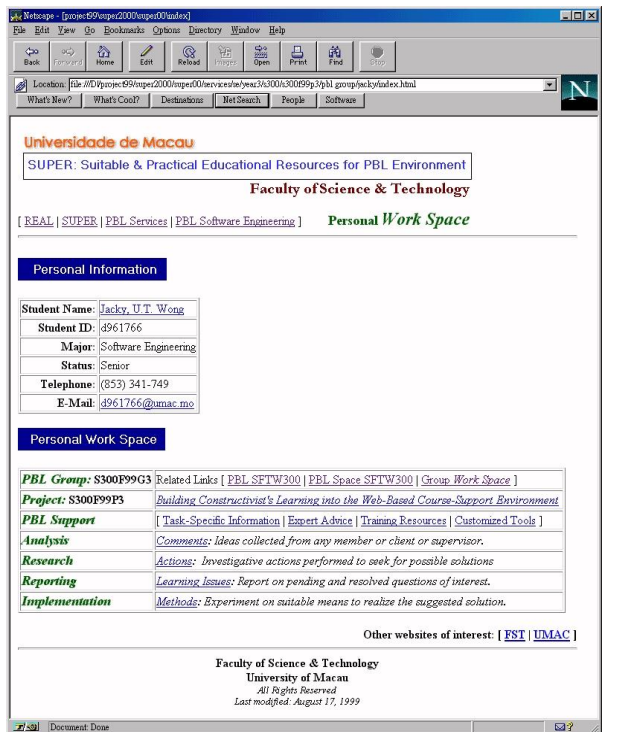 Netscape - [project99\super2000\super00\index]
File Edit View Go Bookmarks Options Directory Window Help
Back Forward Home Edit Reload Images Open Print Find Stop
Location: file:///D|/project99/super2000/super00/services/se/year3/s300/s300f99p3/pbl group/jacky/index.html
What's New? What's Cool? Destinations Net Search People Software
N
Universidade de Macau
SUPER: Suitable & Practical Educational Resources for PBL Environment
Faculty of Science & Technology
[ REAL | SUPER | PBL Services | PBL Software Engineering ] Personal Work Space
Personal Information
Student Name: Jacky, U.T. Wong
Student ID: d961766
Major: Software Engineering
Status: Senior
Telephone: (853) 341-749
E-Mail: d961766@umac.mo
Personal Work Space
PBL Group: S300F99G3 Related Links [ PBL SFTW300 | PBL Space SFTW300 | Group Work Space ]
Project: S300F99P3 Building Constructivist's Learning into the Web-Based Course-Support Environment
PBL Support [ Task-Specific Information | Expert Advice | Training Resources | Customized Tools ]
Analysis Comments: Ideas collected from any member or client or supervisor.
Research Actions: Investigative actions performed to seek for possible solutions
Reporting Learning Issues: Report on pending and resolved questions of interest.
Implementation Methods: Experiment on suitable means to realize the suggested solution.
Other websites of interest: [ FST | UMAC ]
Faculty of Science & Technology
University of Macau
All Rights Reserved
Last modified: August 17, 1999
Document: Done